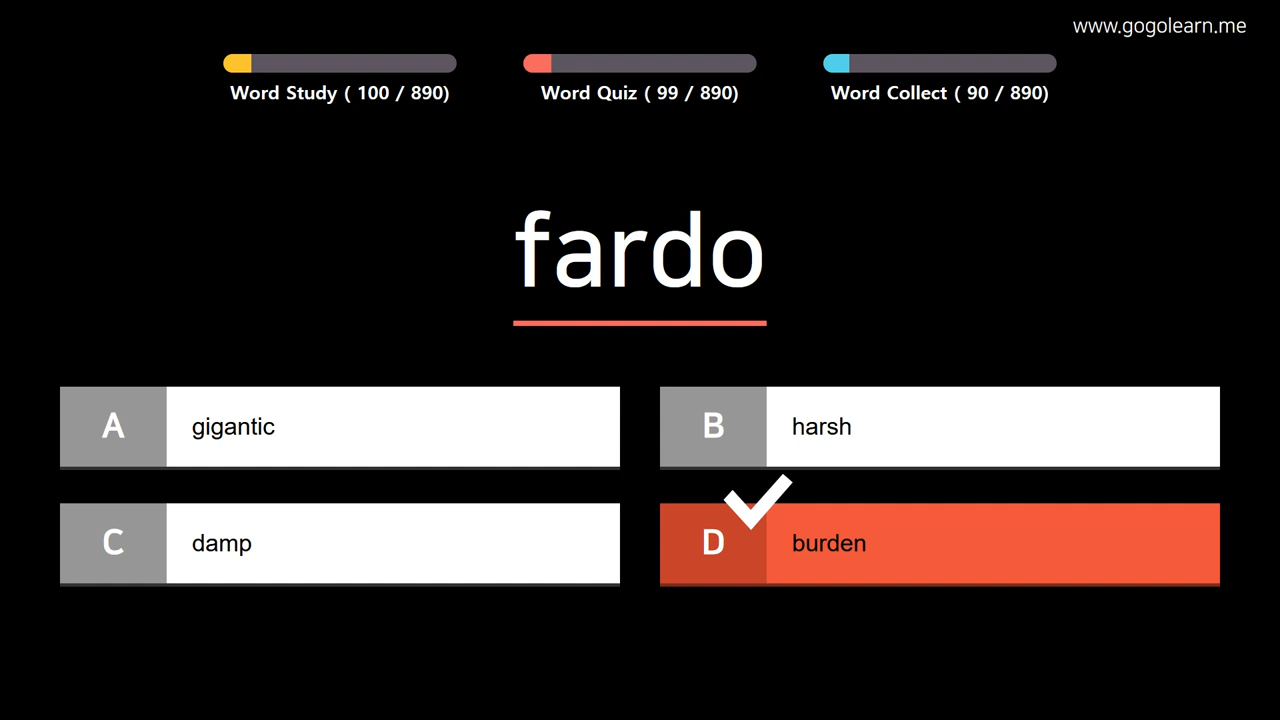 www.gogolearn.me
Word Study ( 100 / 890)
Word Quiz ( 99 / 890)
Word Collect ( 90 / 890)
fardo
A gigantic
B harsh
C damp
D burden